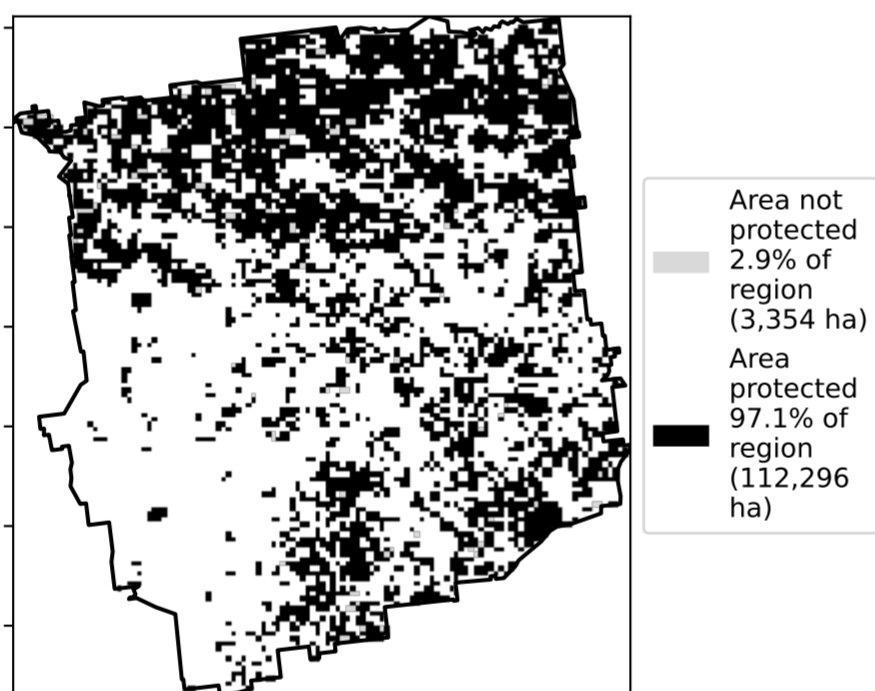 Area not
protected
2.9% of
region
(3,354 ha)
Area
protected
97.1% of
region
(112,296
ha)